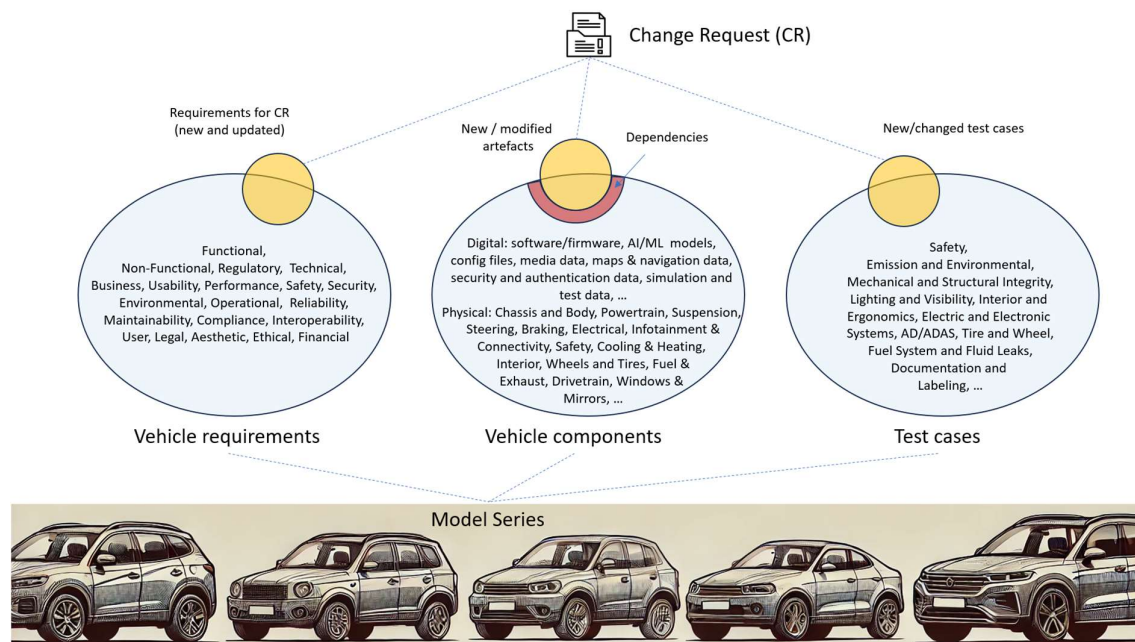 Change Request (CR)
Requirements for CR
(new and updated)
New / modified
artefacts
Dependencies
New/changed test cases
Functional,
Non-Functional, Regulatory, Technical,
Business, Usability, Performance, Safety, Security,
Environmental, Operational, Reliability,
Maintainability, Compliance, Interoperability,
User, Legal, Aesthetic, Ethical, Financial
Digital: software/firmware, AI/ML models,
config files, media data, maps & navigation data,
security and authentication data, simulation and
test data, …
Physical: Chassis and Body, Powertrain, Suspension,
Steering, Braking, Electrical, Infotainment &
Connectivity, Safety, Cooling & Heating,
Interior, Wheels and Tires, Fuel &
Exhaust, Drivetrain, Windows &
Mirrors, …
Safety,
Emission and Environmental,
Mechanical and Structural Integrity,
Lighting and Visibility, Interior and
Ergonomics, Electric and Electronic
Systems, AD/ADAS, Tire and Wheel,
Fuel System and Fluid Leaks,
Documentation and
Labeling, …
Vehicle requirements
Vehicle components
Test cases
Model Series